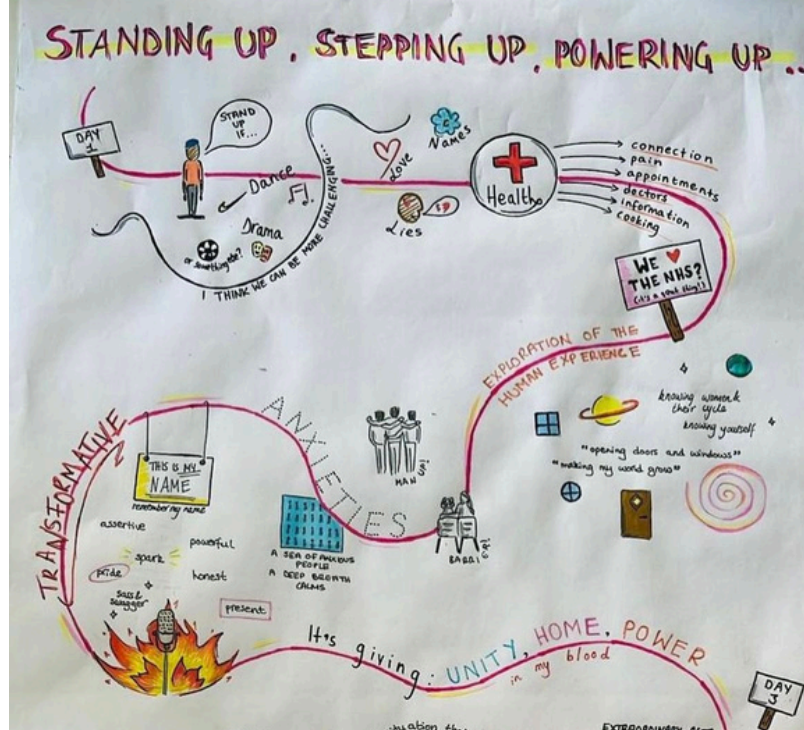 STANDING UP, STEPPING UP, POWERING UP...
DAY
1
STAND
UP
IF...
Dance
Drama
or something else?
I THINK WE CAN BE MORE CHALLENGING...
Love
Names
Lies
Health
connection
pain
appointments
doctors
information
cooking
WE
THE NHS?
(it's a great thing!)
EXPLORATION OF THE
HUMAN EXPERIENCE
knowing women &
their cycle
knowing yourself
"opening doors and windows"
"making my world grow"
MAN UP!
ANXIETIES
A SEA OF ANXIOUS
PEOPLE
A DEEP BREATH
CALMS
TRANSFORMATIVE
THIS IS MY
NAME
remember my name
assertive
powerful
spark
pride
honest
sass &
swagger
present
It's giving: UNITY, HOME, POWER
in my blood
DAY
3